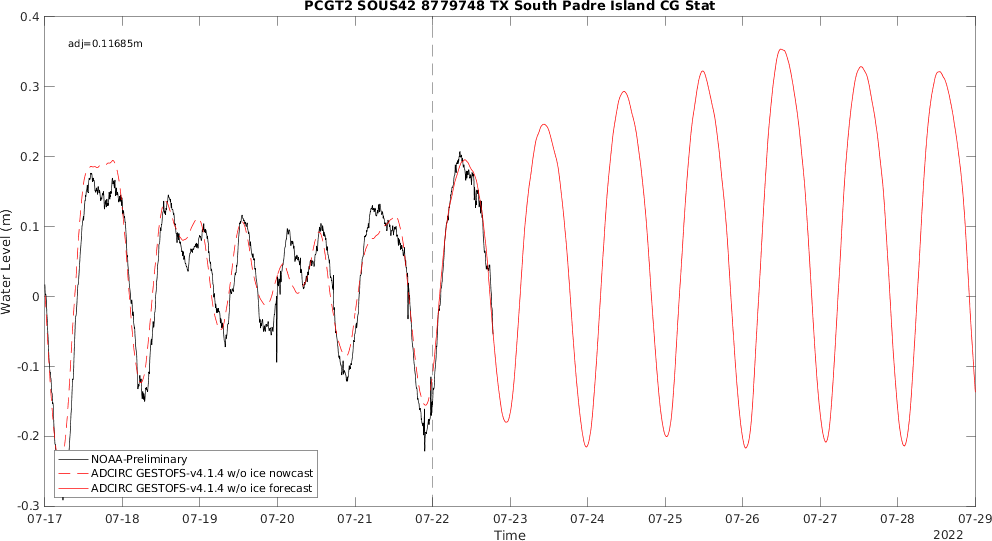 PCGT2 SOUS42 8779748 TX South Padre Island CG Stat
adj=0.11685m
0.4
0.3
0.2
0.1
0
-0.1
-0.2
-0.3
Water Level (m)
NOAA-Preliminary
ADCIRC GESTOFS-v4.1.4 w/o ice nowcast
ADCIRC GESTOFS-v4.1.4 w/o ice forecast
07-17 07-18 07-19 07-20 07-21 07-22 07-23 07-24 07-25 07-26 07-27 07-28 07-29
Time
2022